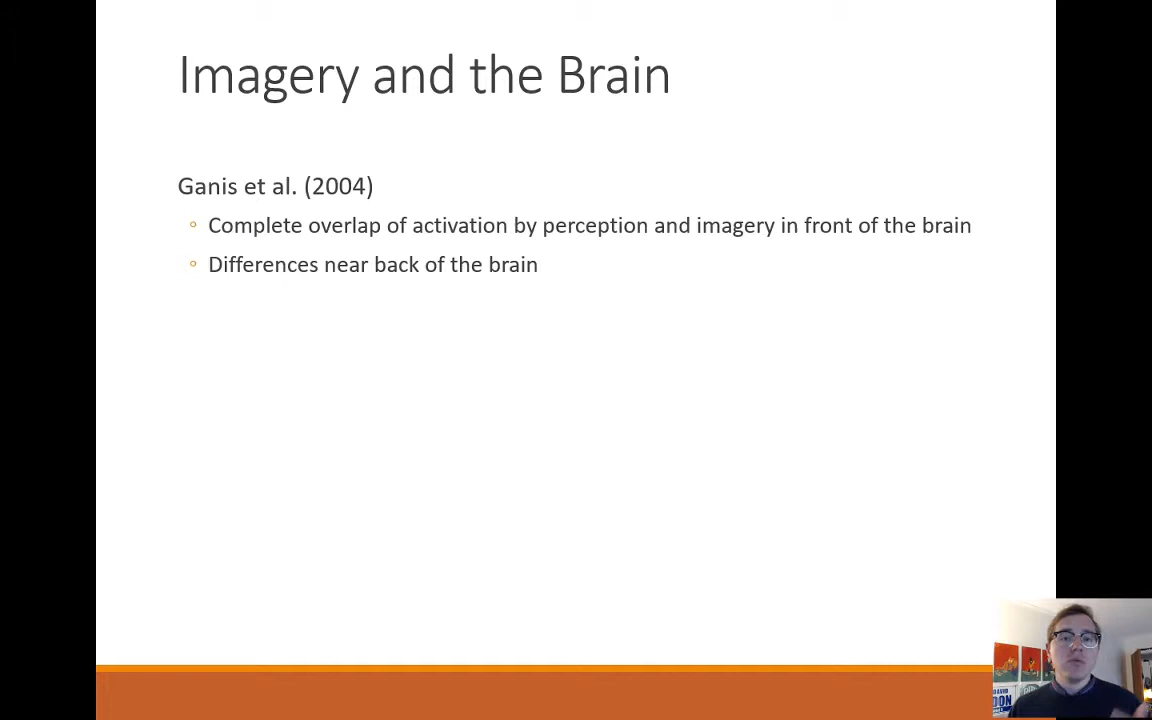 Imagery and the Brain
Ganis et al. (2004)
Complete overlap of activation by perception and imagery in front of the brain
Differences near back of the brain
DAVID